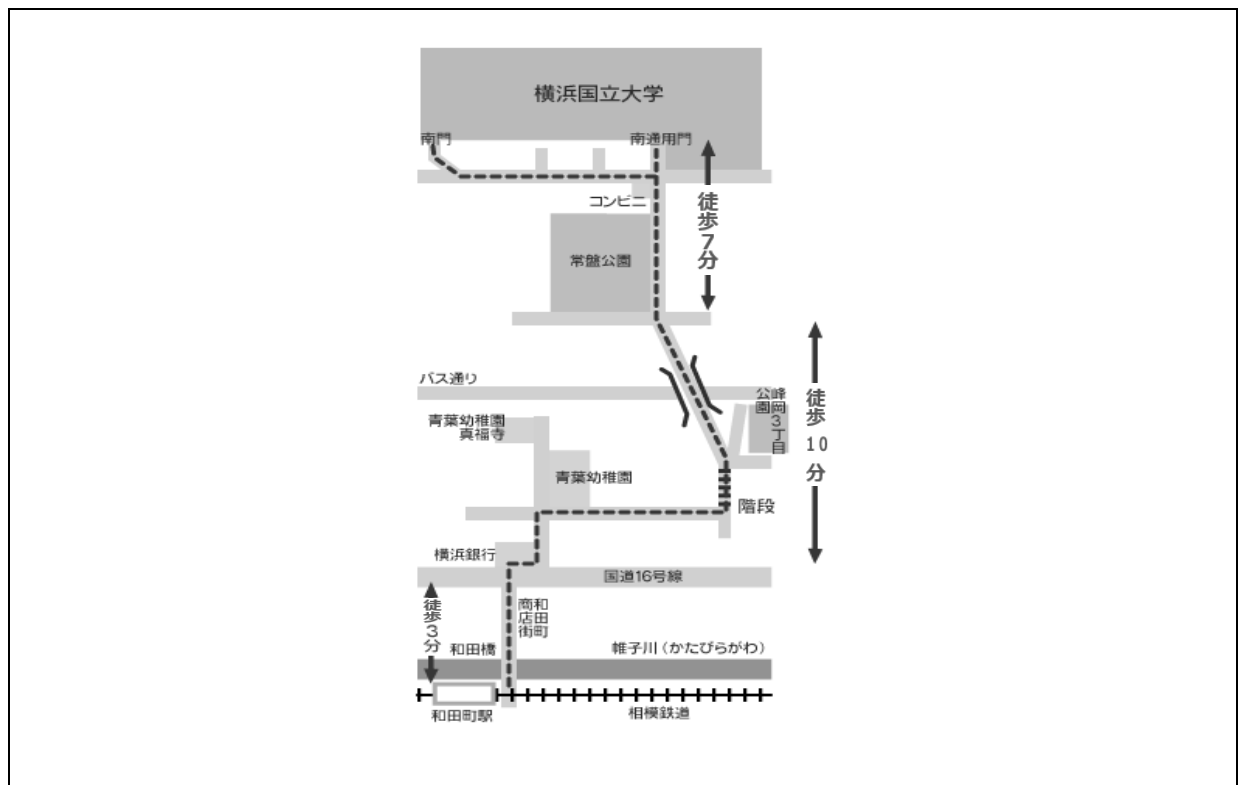 横浜国立大学
南門
南通用門
コンビニ
徒歩7分
常盤公園
バス通り
峰岡3丁目
公園
徒歩10分
青葉幼稚園
真福寺
青葉幼稚園
階段
横浜銀行
国道16号線
徒歩3分
和田町
商店街
和田橋
帷子川(かたびらがわ)
和田町駅
相模鉄道